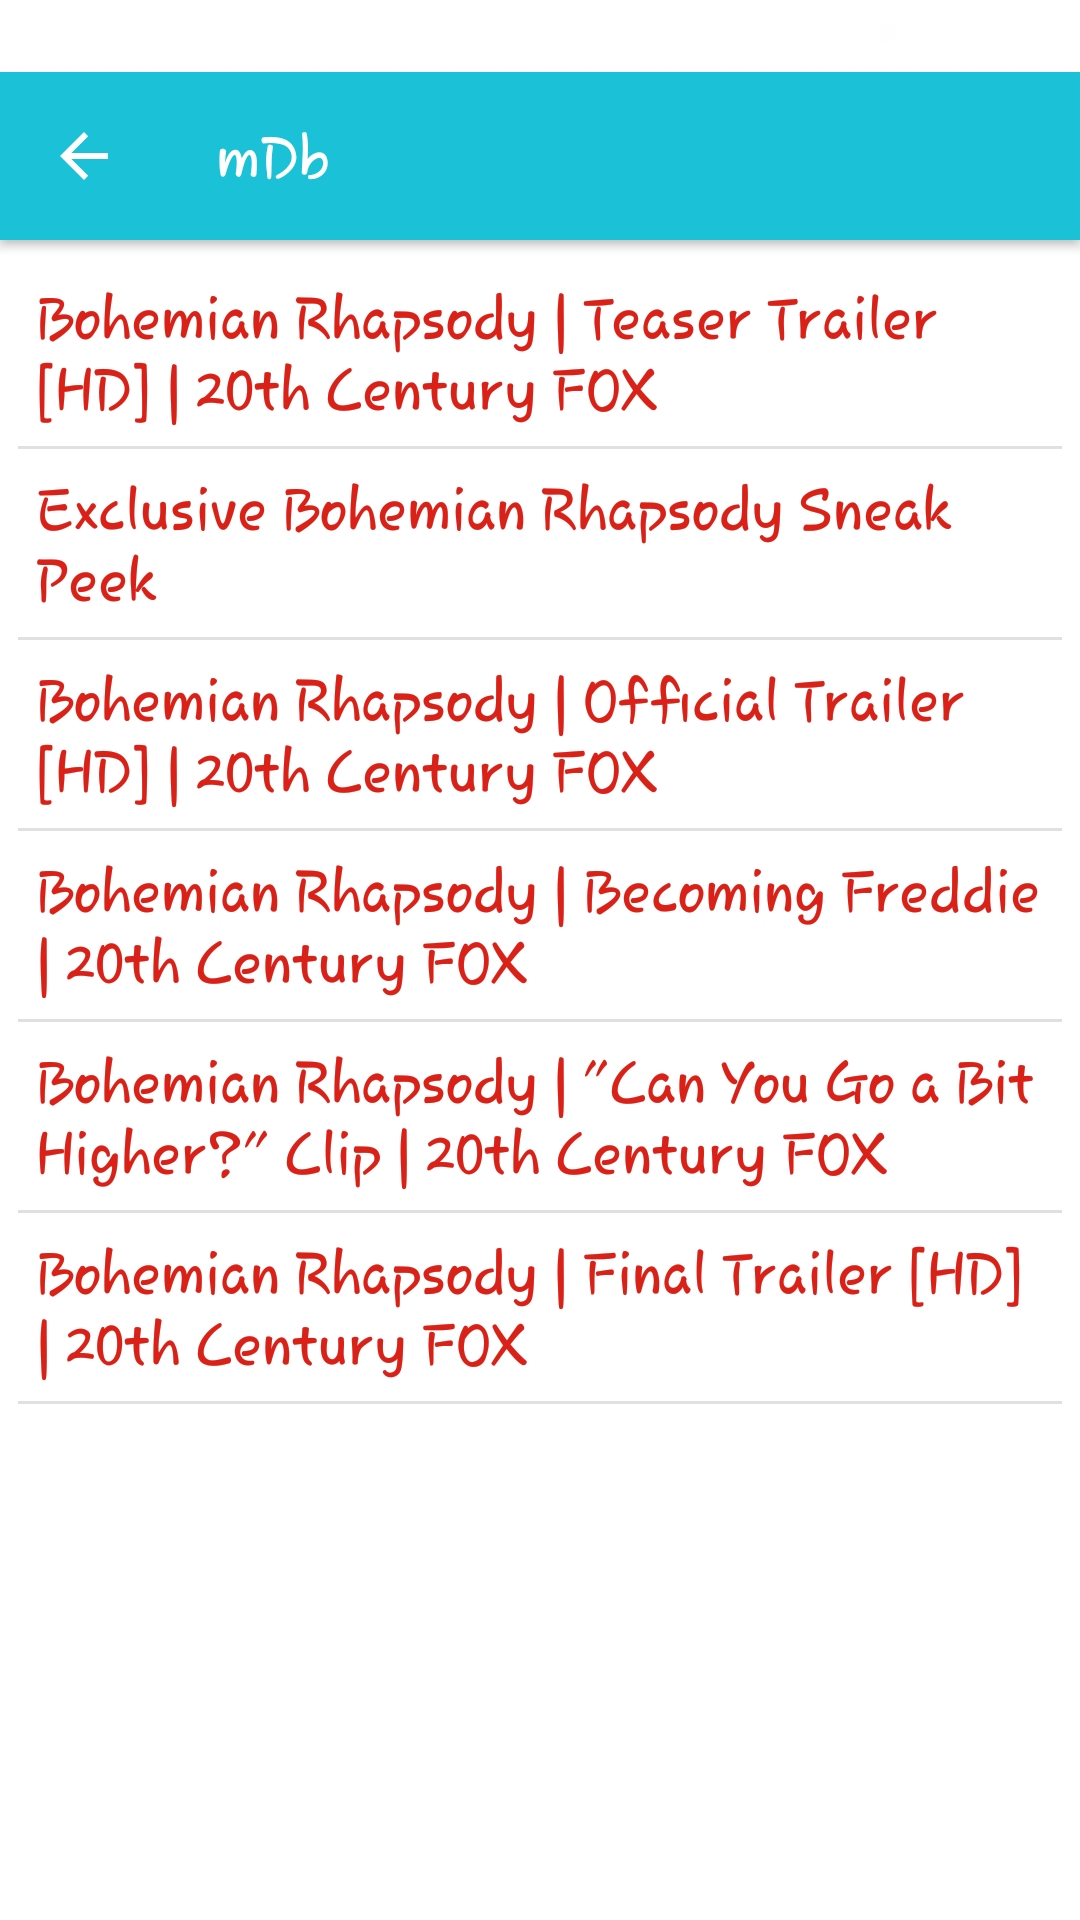 mDb
Bohemian Rhapsody | Teaser Trailer
[HD] | 20th Century FOX
Exclusive Bohemian Rhapsody Sneak
Peek
Bohemian Rhapsody | Official Trailer
[HD] | 20th Century FOX
Bohemian Rhapsody | Becoming Freddie
| 20th Century FOX
Bohemian Rhapsody | "Can You Go a Bit
Higher?" Clip | 20th Century FOX
Bohemian Rhapsody | Final Trailer [HD]
| 20th Century FOX